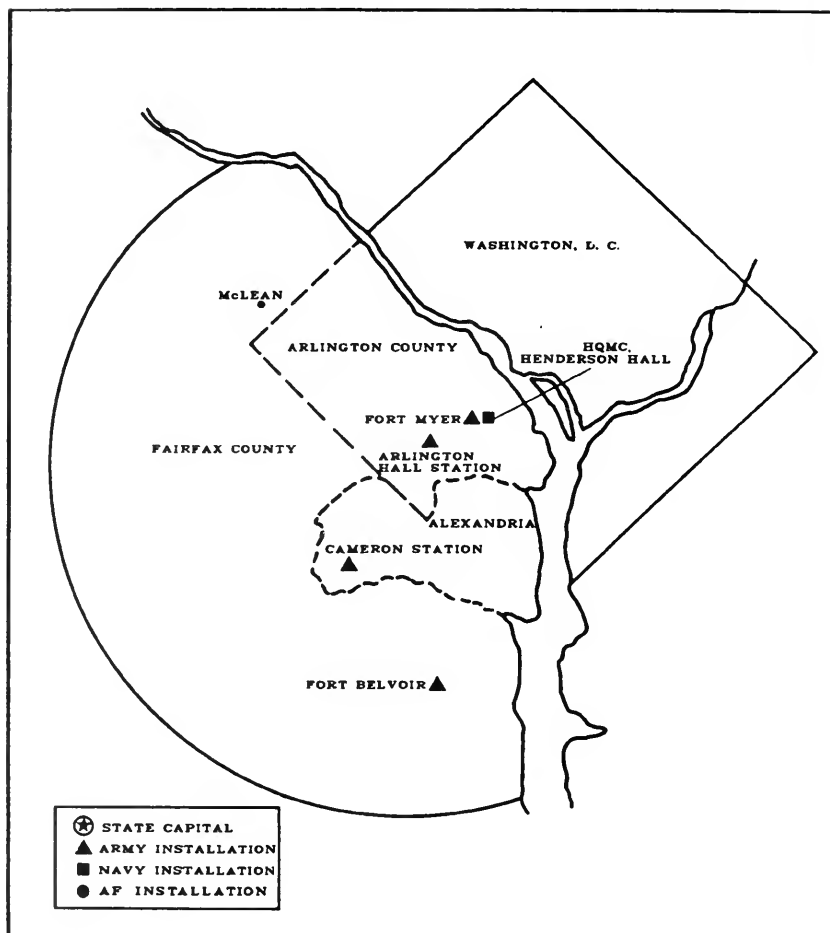 WASHINGTON, D. C.
McLEAN
ARLINGTON COUNTY
HQMC,
HENDERSON HALL
FORT MYER
FAIRFAX COUNTY
ARLINGTON
HALL STATION
ALEXANDRIA
CAMERON STATION
FORT BELVOIR
STATE CAPITAL
ARMY INSTALLATION
NAVY INSTALLATION
AF INSTALLATION